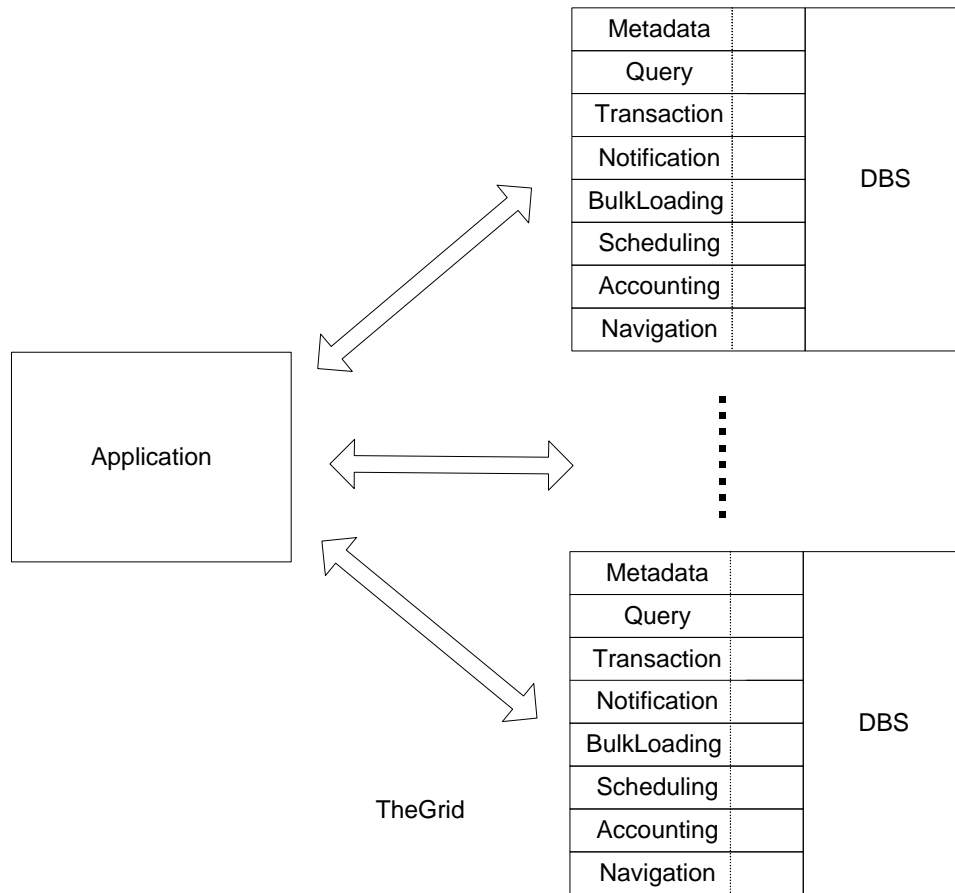 Metadata
Query
Transaction
Notification
BulkLoading
Scheduling
Accounting
Navigation
DBS
Application
Metadata
Query
Transaction
Notification
BulkLoading
Scheduling
Accounting
Navigation
DBS
TheGrid